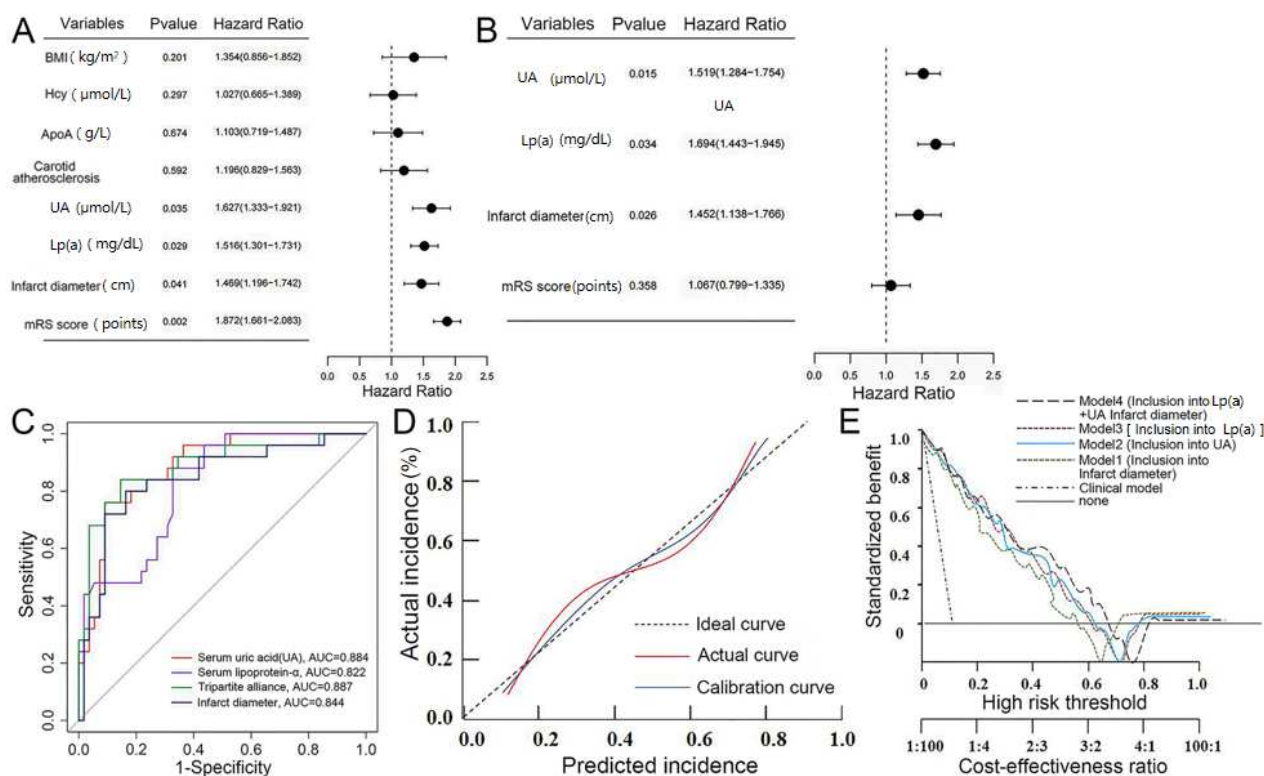 A
Variables Pvalue Hazard Ratio
BMI( kg/m² ) 0.201 1.354(0.856−1.852)
Hcy ( μmol/L) 0.297 1.027(0.665−1.389)
ApoA ( g/L) 0.674 1.103(0.719−1.487)
Carotid
atherosclerosis 0.592 1.196(0.829−1.563)
UA (μmol/L) 0.035 1.627(1.333−1.921)
Lp(a) ( mg/dL) 0.029 1.516(1.301−1.731)
Infarct diameter( cm) 0.041 1.469(1.196−1.742)
mRS score( points) 0.002 1.872(1.661−2.083)
0.0 0.5 1.0 1.5 2.0 2.5
Hazard Ratio
B
Variables Pvalue Hazard Ratio
UA (μmol/L) 0.015 1.519(1.284−1.754)
UA
Lp(a) (mg/dL) 0.034 1.694(1.443−1.945)
Infarct diameter(cm) 0.026 1.452(1.138−1.766)
mRS score(points) 0.358 1.067(0.799−1.335)
0.0 0.5 1.0 1.5 2.0 2.5
Hazard Ratio
C
Sensitivity
1.0
0.8
0.6
0.4
0.2
0.0
Serum uric acid(UA), AUC=0.884
Serum lipoprotein-α, AUC=0.822
Tripartite alliance, AUC=0.887
Infarct diameter, AUC=0.844
0.0 0.2 0.4 0.6 0.8 1.0
1-Specificity
D
Actual incidence (%)
1.0
0.8
0.6
0.4
0.2
0.0
Ideal curve
Actual curve
Calibration curve
0.0 0.2 0.4 0.6 0.8 1.0
Predicted incidence
E
Model4 (Inclusion into Lp(a)
+UA Infarct diameter)
Model3 [ Inclusion into Lp(a) ]
Model2 (Inclusion into UA)
Model1 (Inclusion into
Infarct diameter)
Clinical model
none
Standardized benefit
1.0
0.8
0.6
0.4
0.2
0
0 0.2 0.4 0.6 0.8 1.0
High risk threshold
1:100 1:4 2:3 3:2 4:1 100:1
Cost-effectiveness ratio